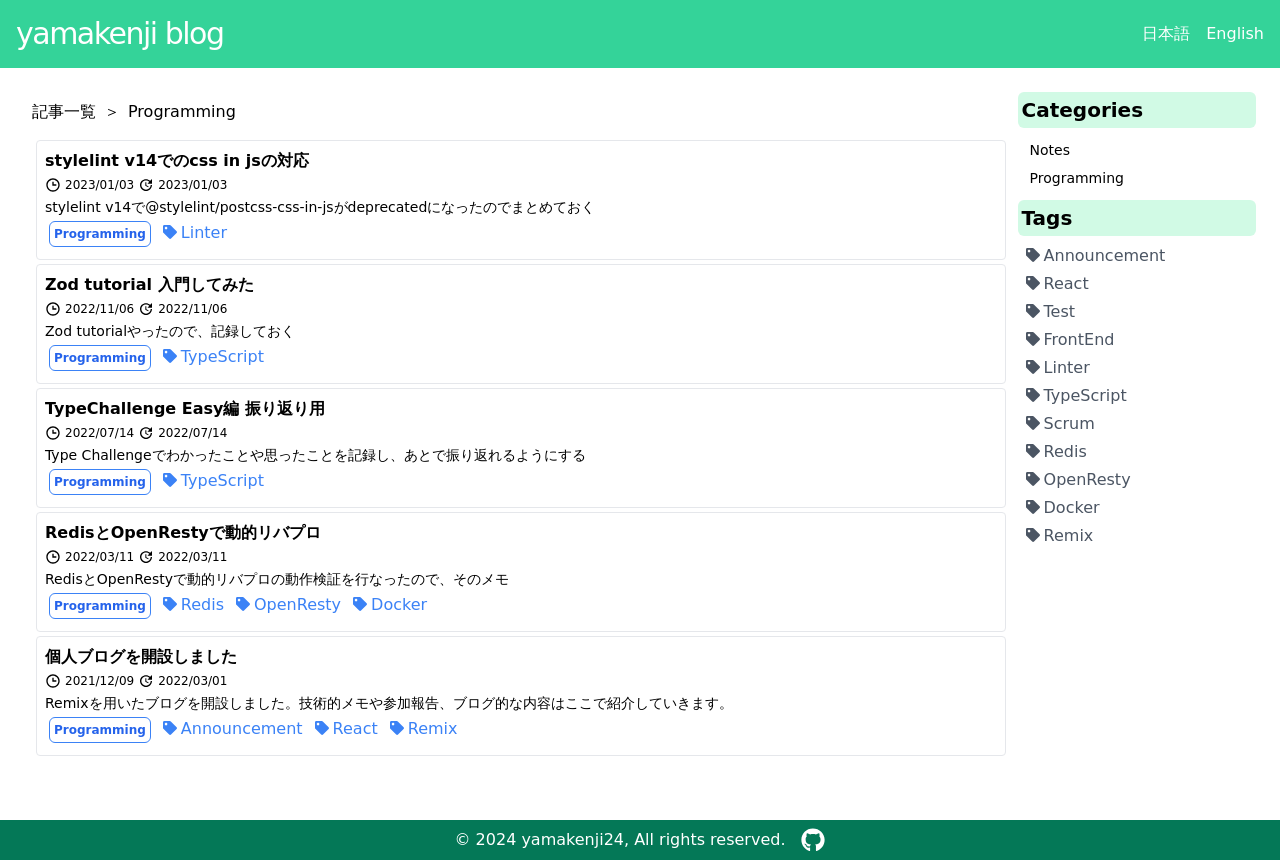 yamakenji blog
日本語 English
記事一覧 ＞ Programming
stylelint v14でのcss in jsの対応
2023/01/03 2023/01/03
stylelint v14で@stylelint/postcss-css-in-jsがdeprecatedになったのでまとめておく
Programming Linter
Zod tutorial 入門してみた
2022/11/06 2022/11/06
Zod tutorialやったので、記録しておく
Programming TypeScript
TypeChallenge Easy編 振り返り用
2022/07/14 2022/07/14
Type Challengeでわかったことや思ったことを記録し、あとで振り返れるようにする
Programming TypeScript
RedisとOpenRestyで動的リバプロ
2022/03/11 2022/03/11
RedisとOpenRestyで動的リバプロの動作検証を行なったので、そのメモ
Programming Redis OpenResty Docker
個人ブログを開設しました
2021/12/09 2022/03/01
Remixを用いたブログを開設しました。技術的メモや参加報告、ブログ的な内容はここで紹介していきます。
Programming Announcement React Remix
Categories
Notes
Programming
Tags
Announcement
React
Test
FrontEnd
Linter
TypeScript
Scrum
Redis
OpenResty
Docker
Remix
© 2024 yamakenji24, All rights reserved.